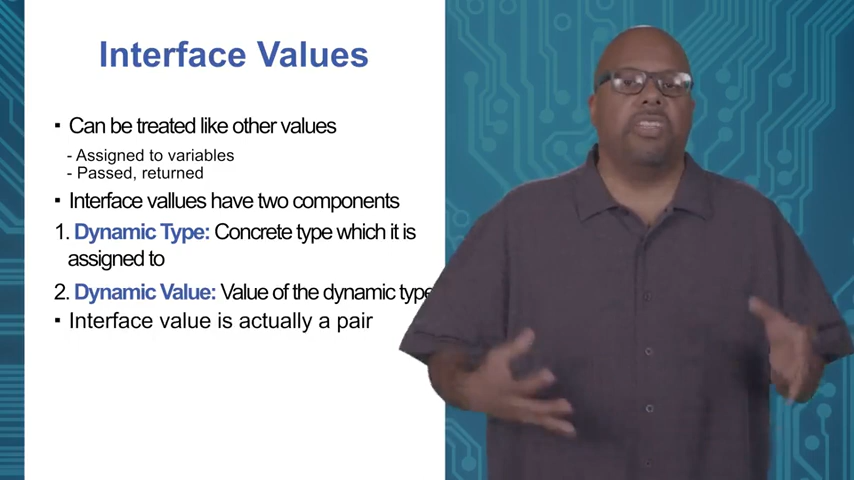 Interface Values
▪ Can be treated like other values
- Assigned to variables
- Passed, returned
▪ Interface vallues have two components
1. Dynamic Type: Concrete type which it is
assigned to
2. Dynamic Value: Value of the dynamic type
▪ Interface value is actually a pair